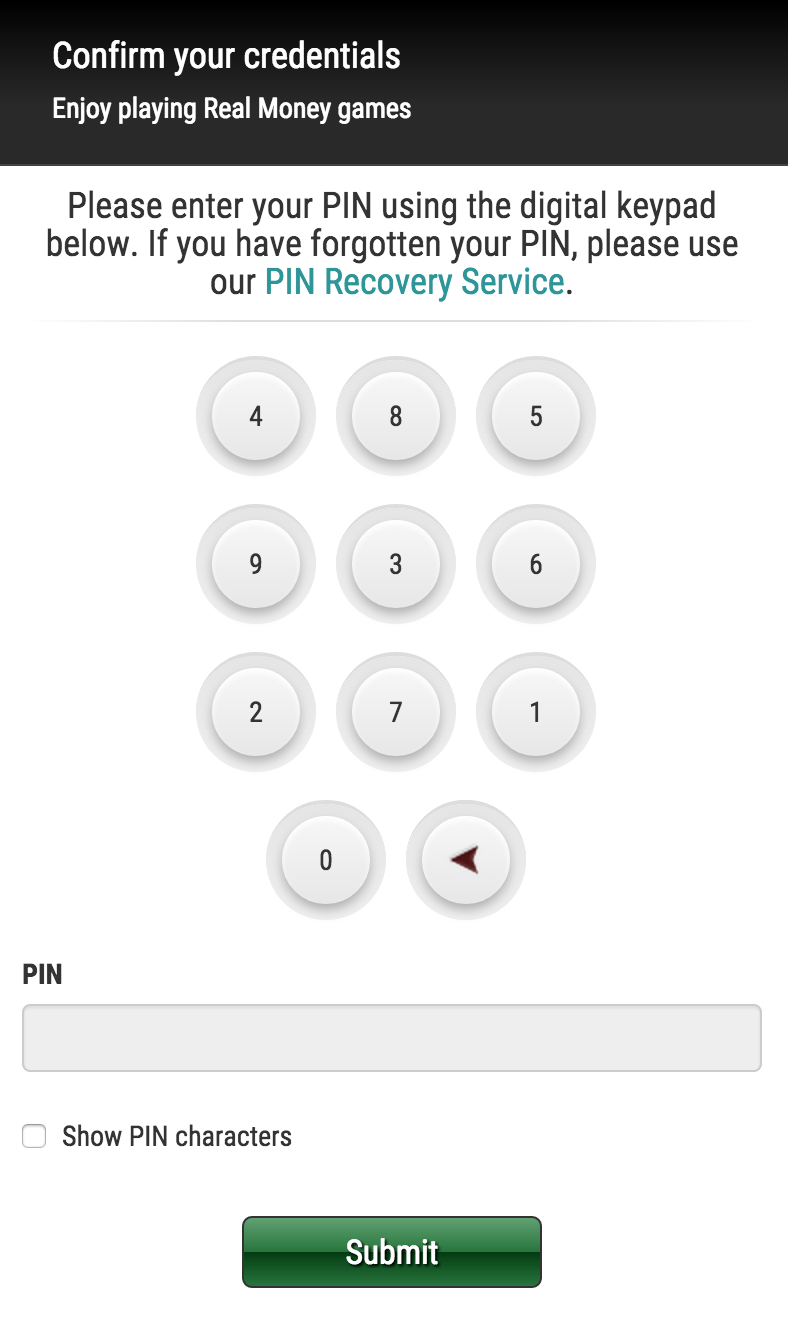 Confirm your credentials
Enjoy playing Real Money games
Please enter your PIN using the digital keypad
below. If you have forgotten your PIN, please use
our PIN Recovery Service.
4 8 5
9 3 6
2 7 1
0
PIN
Show PIN characters
Submit